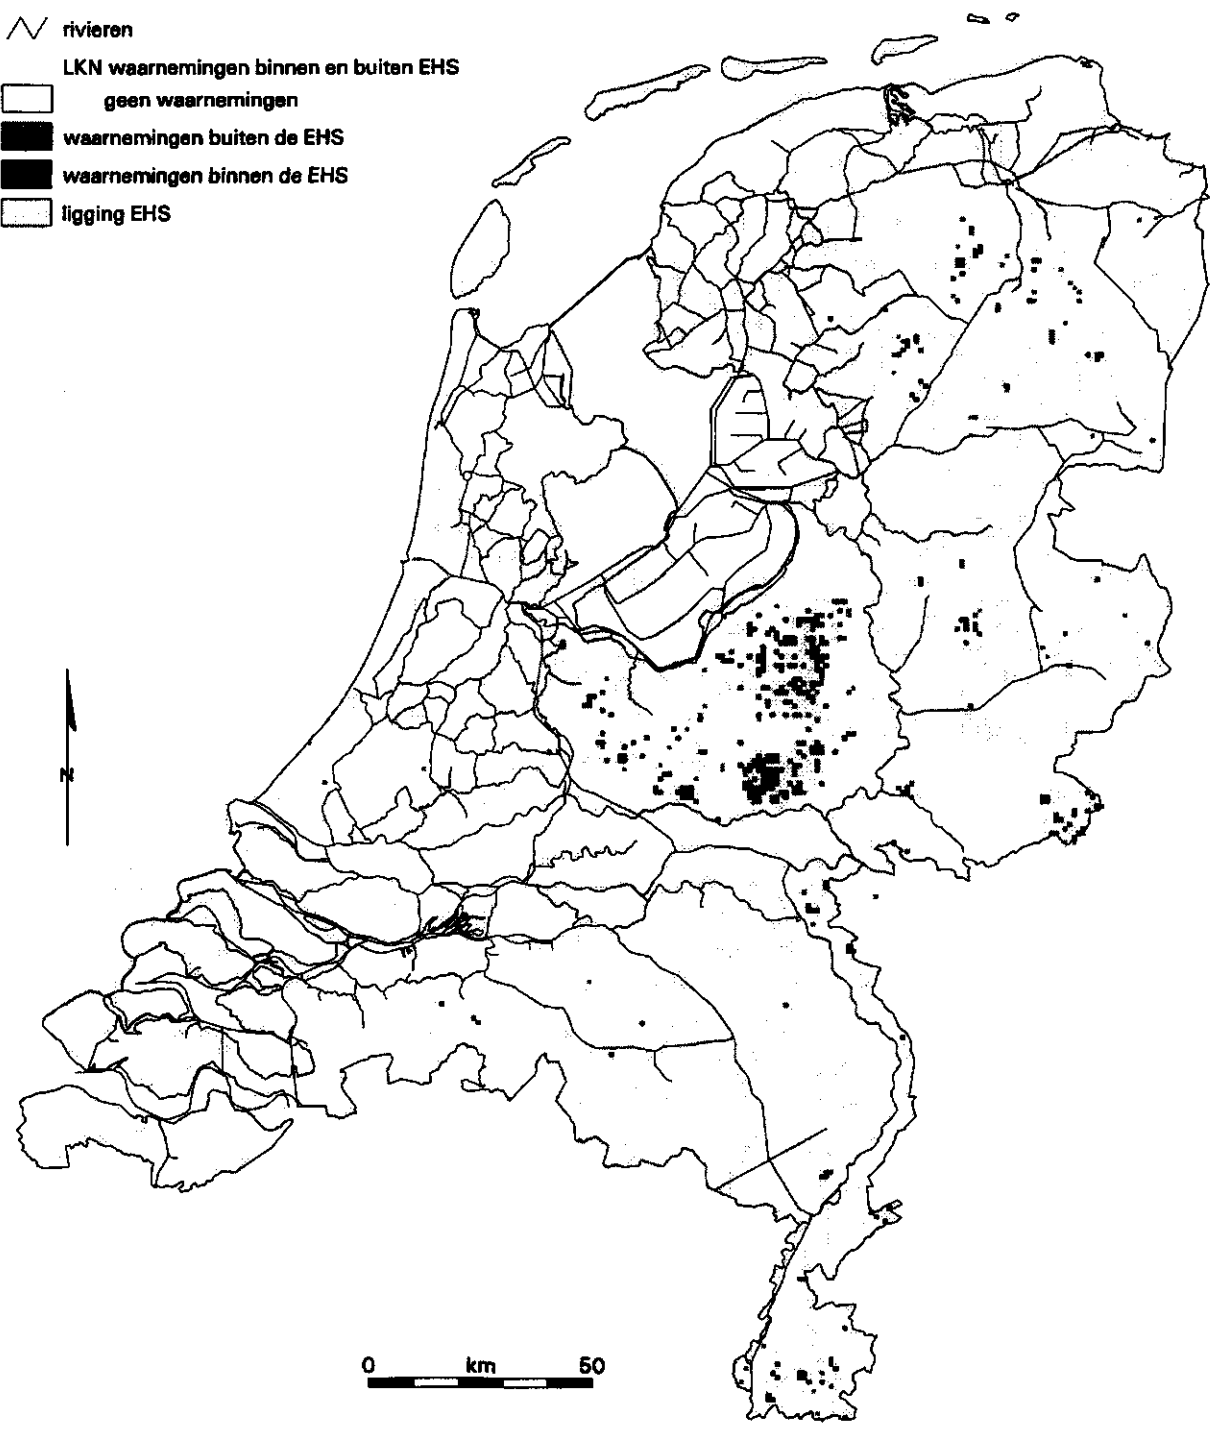 rivieren
LKN waarnemingen binnen en buiten EHS
geen waarnemingen
waarnemingen buiten de EHS
waarnemingen binnen de EHS
ligging EHS
N
0 km 50